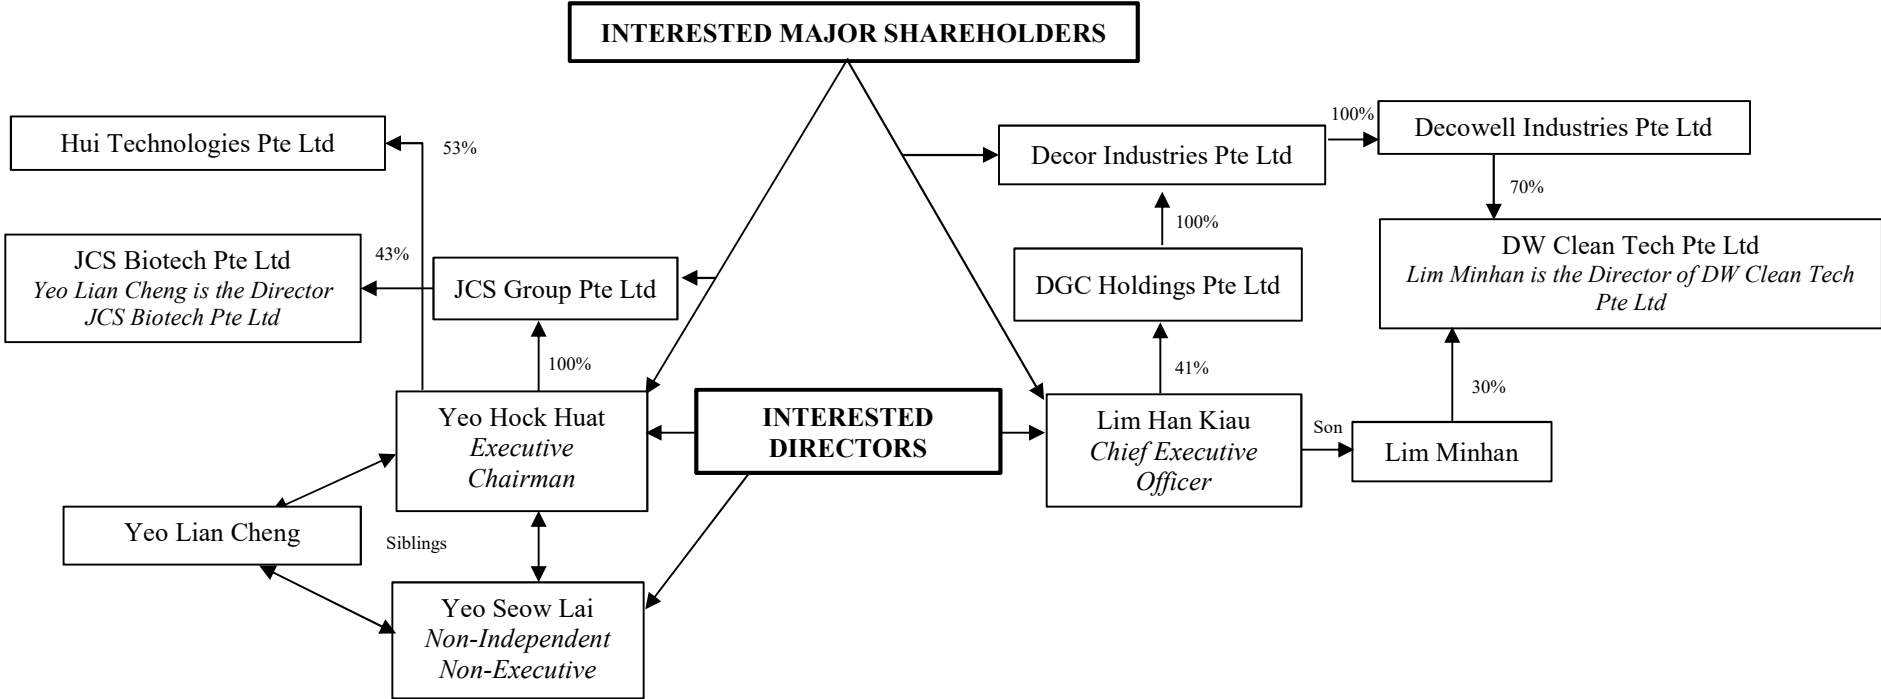 INTERESTED MAJOR SHAREHOLDERS
Hui Technologies Pte Ltd
53%
Decor Industries Pte Ltd
100%
Decowell Industries Pte Ltd
70%
JCS Biotech Pte Ltd
Yeo Lian Cheng is the Director
JCS Biotech Pte Ltd
43%
JCS Group Pte Ltd
100%
DGC Holdings Pte Ltd
100%
DW Clean Tech Pte Ltd
Lim Minhan is the Director of DW Clean Tech
Pte Ltd
41%
30%
Yeo Hock Huat
Executive
Chairman
INTERESTED
DIRECTORS
Lim Han Kiau
Chief Executive
Officer
Son
Lim Minhan
Yeo Lian Cheng
Siblings
Yeo Seow Lai
Non-Independent
Non-Executive